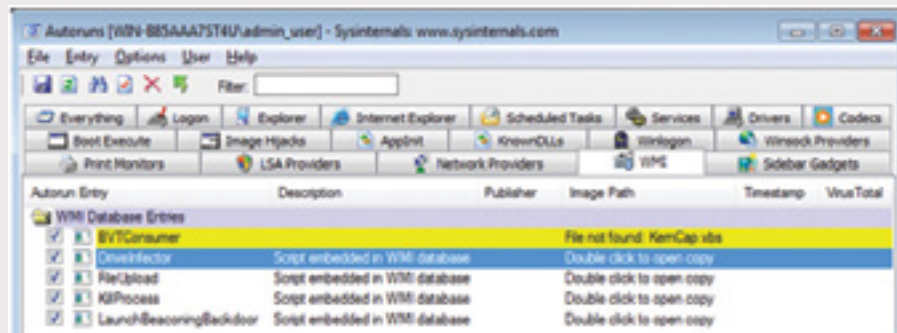 Autoruns [WIN-B85AAA7ST4U\admin_user] - Sysinternals: www.sysinternals.com
File Entry Options User Help
Filter:
Everything Logon Explorer Internet Explorer Scheduled Tasks Services Drivers Codecs
Boot Execute Image Hijacks AppInit KnownDLLs Winlogon Winsock Providers
Print Monitors LSA Providers Network Providers WMI Sidebar Gadgets
Autorun Entry Description Publisher Image Path Timestamp VirusTotal
WMI Database Entries
BVTConsumer File not found: KernCap.vbs
DriveInfector Script embedded in WMI database Double click to open copy
FileUpload Script embedded in WMI database Double click to open copy
KillProcess Script embedded in WMI database Double click to open copy
LaunchBeaconingBackdoor Script embedded in WMI database Double click to open copy